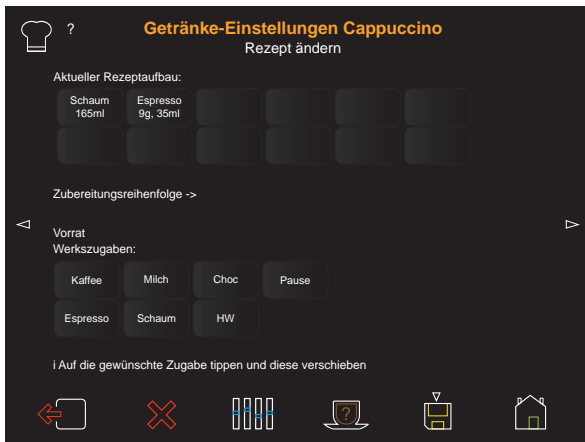 ?
Getränke-Einstellungen Cappuccino
Rezept ändern
Aktueller Rezeptaufbau:
Schaum
165ml
Espresso
9g, 35ml
Zubereitungsreihenfolge ->
Vorrat
Werkszugaben:
Kaffee
Milch
Choc
Pause
Espresso
Schaum
HW
i Auf die gewünschte Zugabe tippen und diese verschieben
?